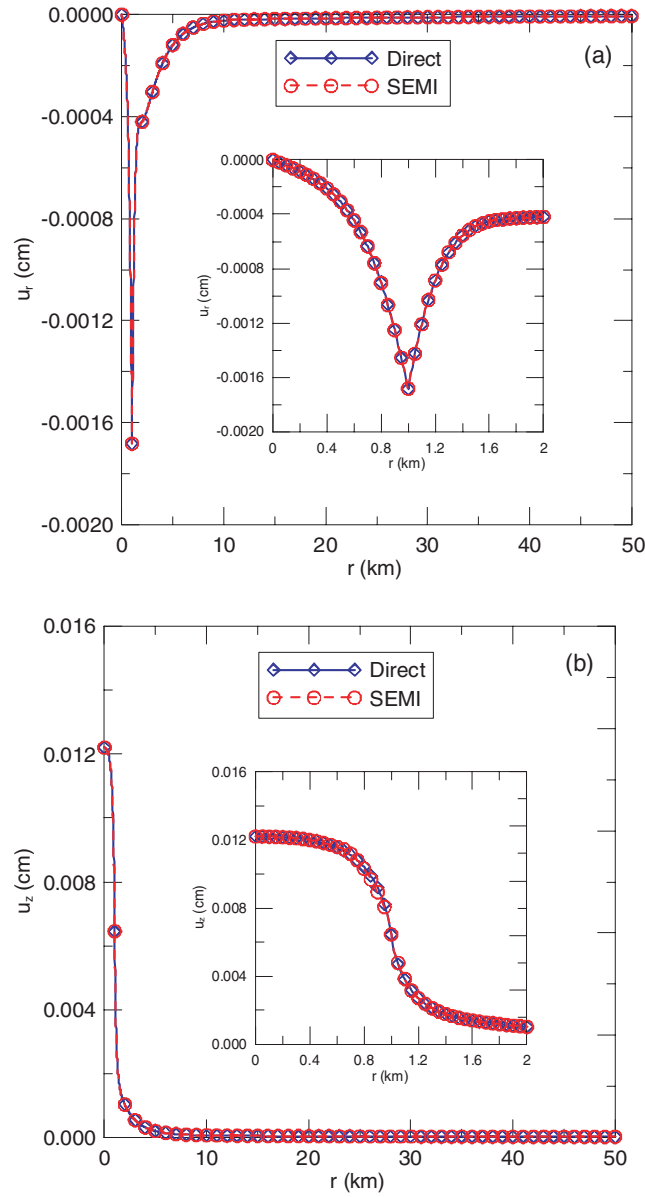 0.0000
(a)
Direct
SEMI
-0.0004
0.0000
-0.0008
-0.0004
u_r (cm)
-0.0008
u_r (cm)
-0.0012
-0.0012
-0.0016
-0.0016
-0.0020
0 0.4 0.8 1.2 1.6 2
r (km)
-0.0020
0 10 20 30 40 50
r (km)
0.016
(b)
Direct
SEMI
0.012
0.016
0.012
u_z (cm)
0.008
u_z (cm)
0.008
0.004
0.004
0.000
0 0.4 0.8 1.2 1.6 2
r (km)
0.000
0 10 20 30 40 50
r (km)